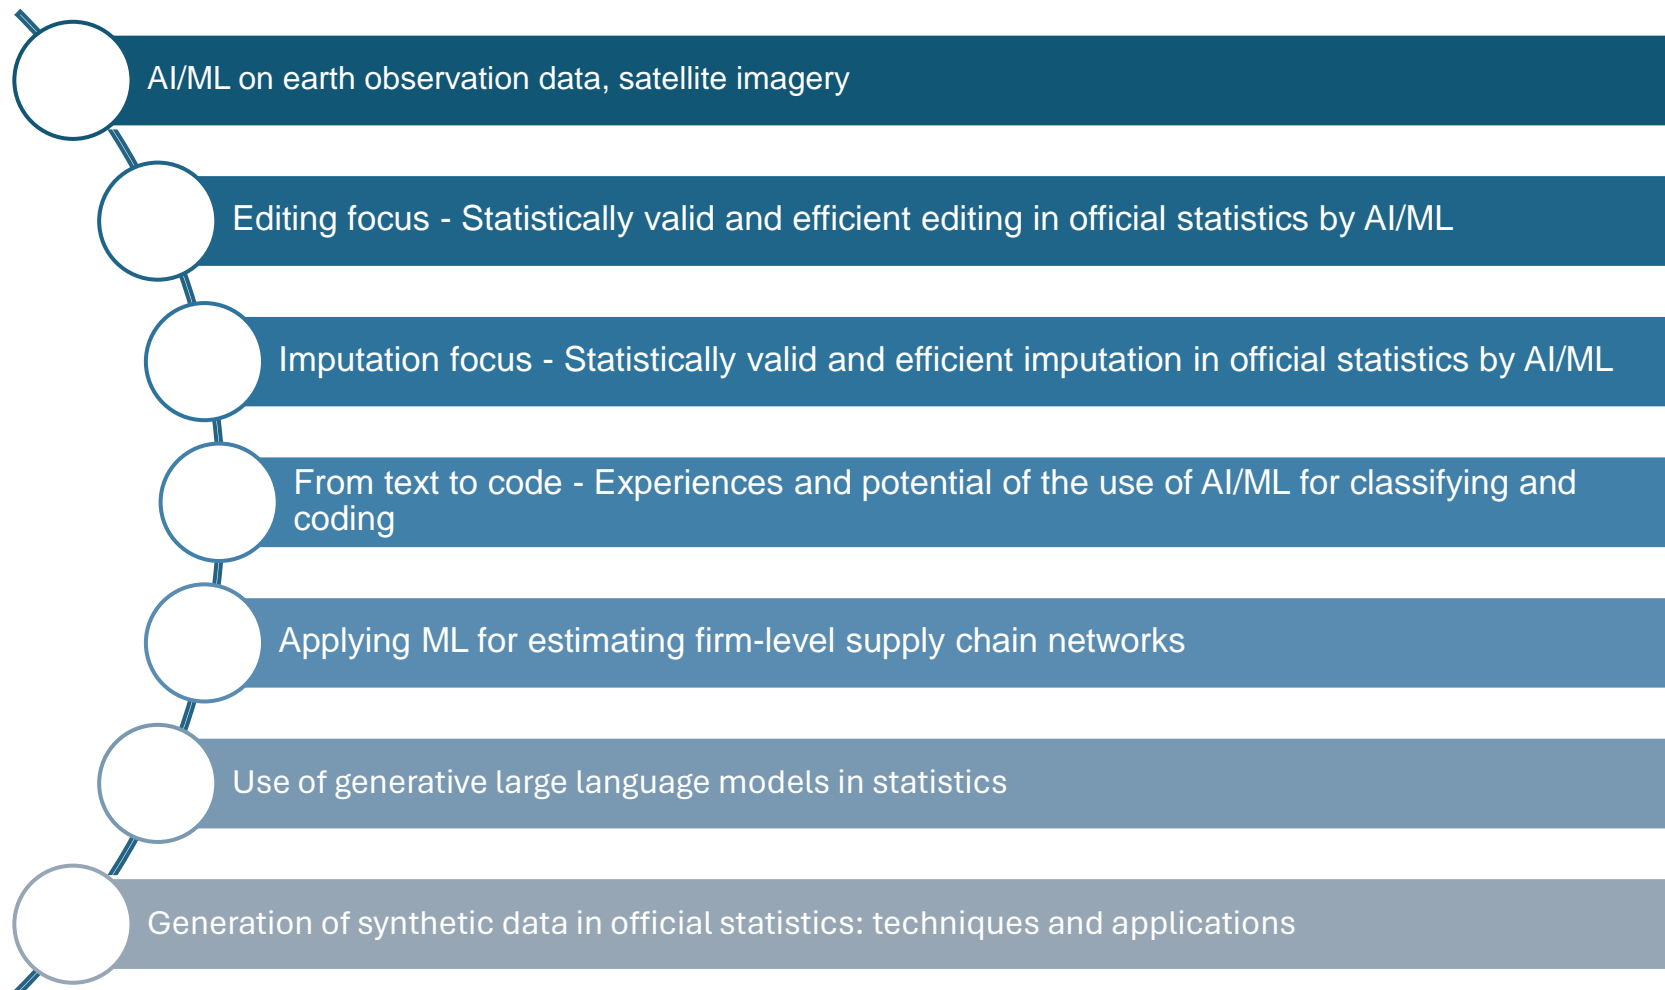 AI/ML on earth observation data, satellite imagery
Editing focus - Statistically valid and efficient editing in official statistics by AI/ML
Imputation focus - Statistically valid and efficient imputation in official statistics by AI/ML
From text to code - Experiences and potential of the use of AI/ML for classifying and
coding
Applying ML for estimating firm-level supply chain networks
Use of generative large language models in statistics
Generation of synthetic data in official statistics: techniques and applications